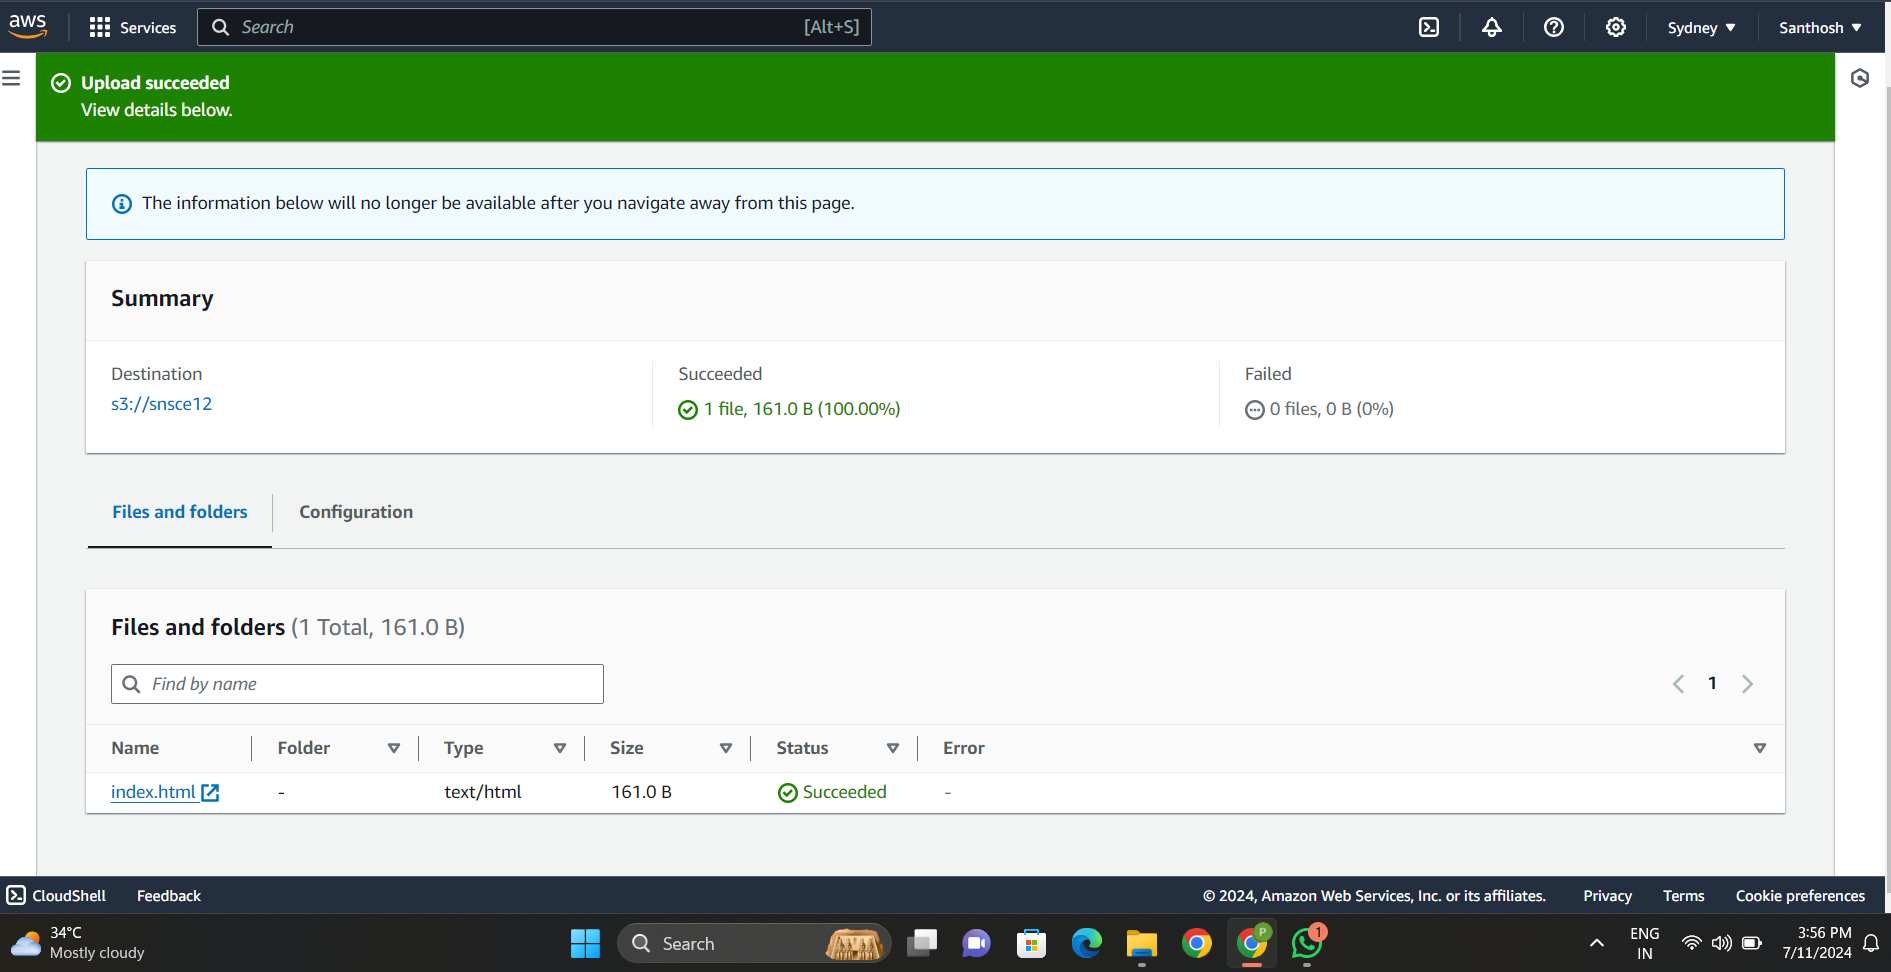 aws Services Search [Alt+S] Sydney Santhosh
Upload succeeded
View details below.
The information below will no longer be available after you navigate away from this page.
Summary
Destination Succeeded Failed
s3://snsce12 1 file, 161.0 B (100.00%) 0 files, 0 B (0%)
Files and folders Configuration
Files and folders (1 Total, 161.0 B)
Find by name 1
Name Folder Type Size Status Error
index.html - text/html 161.0 B Succeeded -
CloudShell Feedback © 2024, Amazon Web Services, Inc. or its affiliates. Privacy Terms Cookie preferences
34°C P 1 ENG 3:56 PM
Mostly cloudy Search IN 7/11/2024